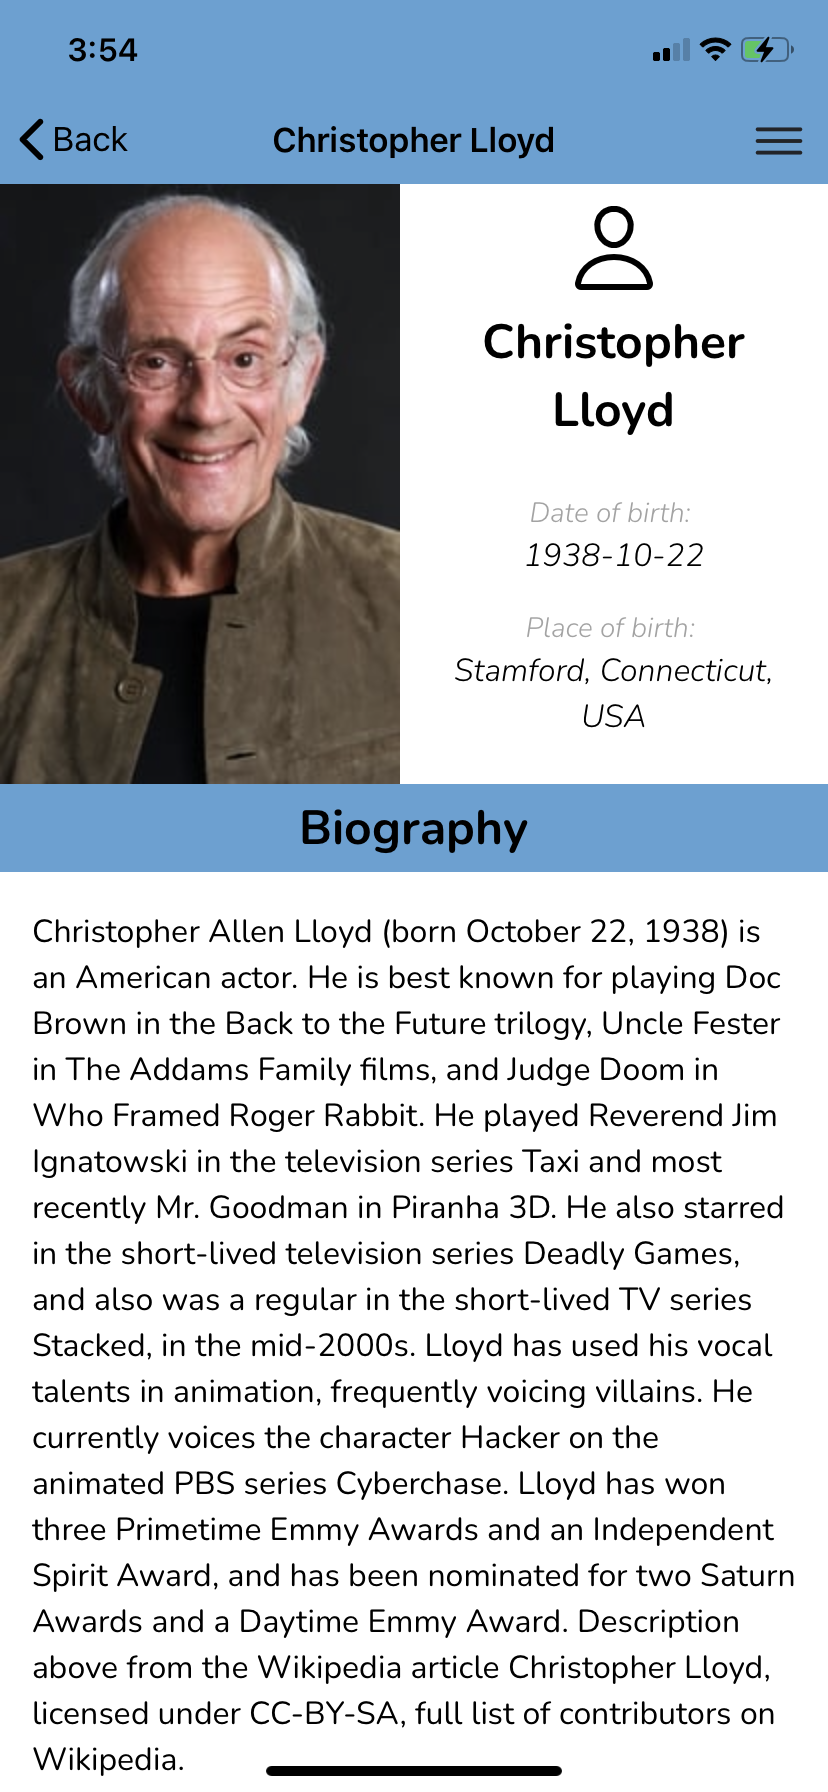 3:54
Back
Christopher Lloyd
Christopher
Lloyd
Date of birth:
1938-10-22
Place of birth:
Stamford, Connecticut,
USA
Biography
Christopher Allen Lloyd (born October 22, 1938) is
an American actor. He is best known for playing Doc
Brown in the Back to the Future trilogy, Uncle Fester
in The Addams Family films, and Judge Doom in
Who Framed Roger Rabbit. He played Reverend Jim
Ignatowski in the television series Taxi and most
recently Mr. Goodman in Piranha 3D. He also starred
in the short-lived television series Deadly Games,
and also was a regular in the short-lived TV series
Stacked, in the mid-2000s. Lloyd has used his vocal
talents in animation, frequently voicing villains. He
currently voices the character Hacker on the
animated PBS series Cyberchase. Lloyd has won
three Primetime Emmy Awards and an Independent
Spirit Award, and has been nominated for two Saturn
Awards and a Daytime Emmy Award. Description
above from the Wikipedia article Christopher Lloyd,
licensed under CC-BY-SA, full list of contributors on
Wikipedia.